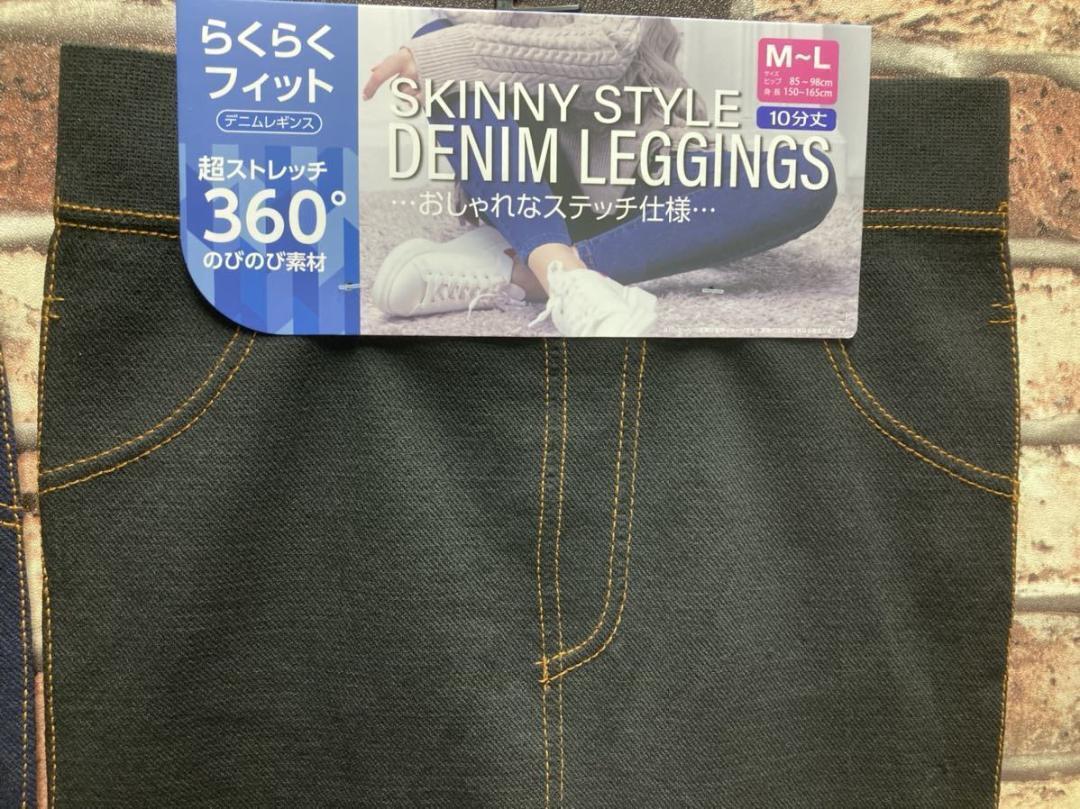 らくらく
フィット
デニムレギンス
超ストレッチ
360°
のびのび素材
SKINNY STYLE
DENIM LEGGINGS
…おしゃれなステッチ仕様…
M~L
サイズ
ヒップ 85~98cm
身長 150~165cm
10分丈